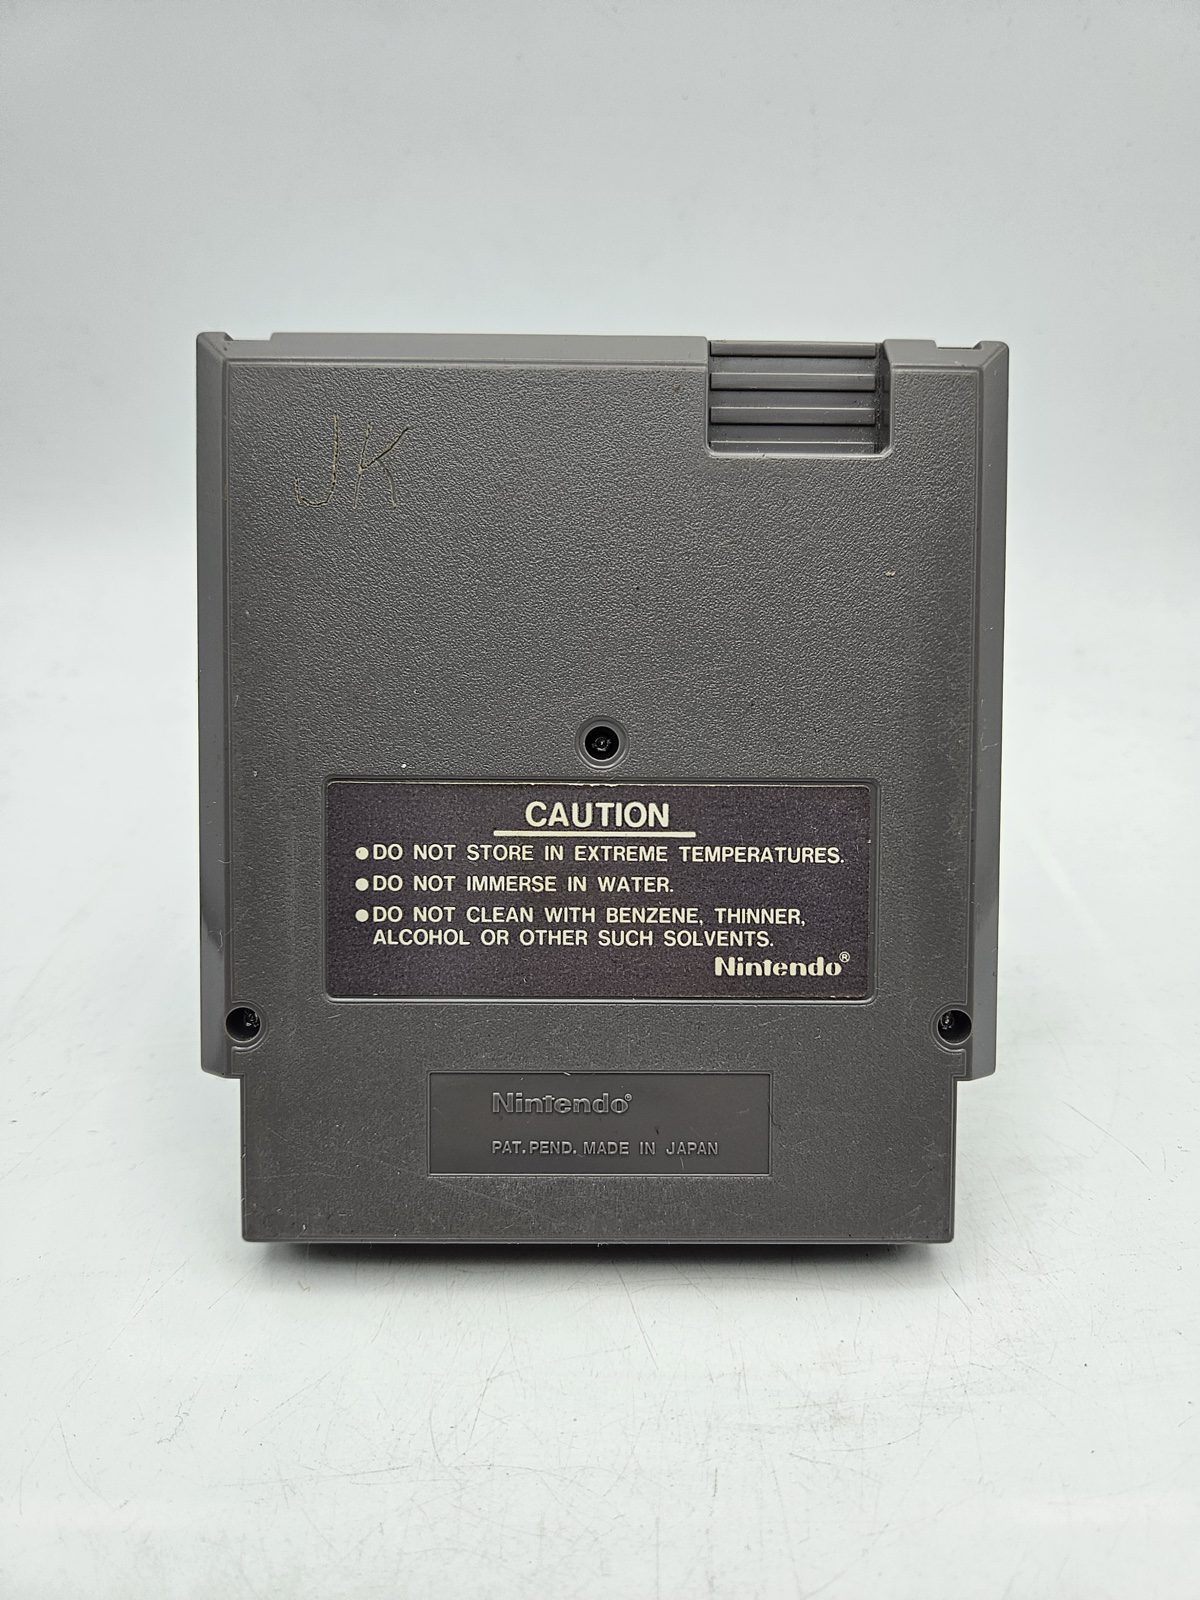 JK
CAUTION
●DO NOT STORE IN EXTREME TEMPERATURES.
●DO NOT IMMERSE IN WATER.
●DO NOT CLEAN WITH BENZENE, THINNER,
ALCOHOL OR OTHER SUCH SOLVENTS.
Nintendo®
Nintendo®
PAT. PEND. MADE IN JAPAN